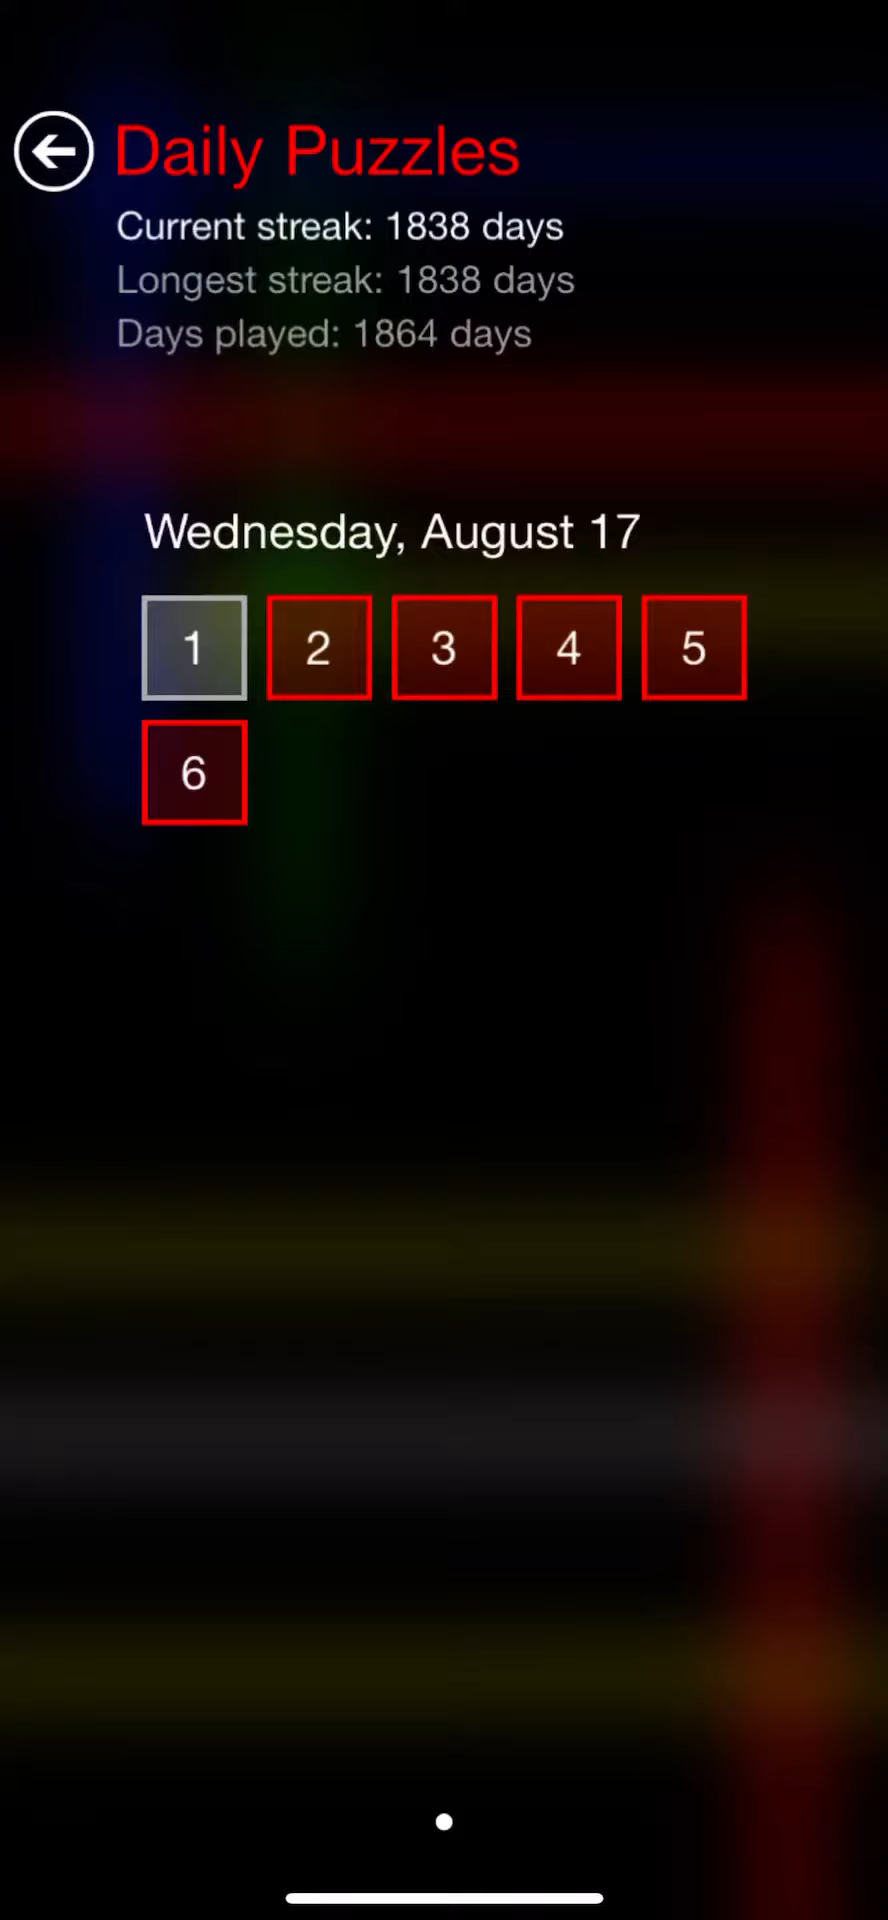 Daily Puzzles
Current streak: 1838 days
Longest streak: 1838 days
Days played: 1864 days
Wednesday, August 17
1 2 3 4 5
6